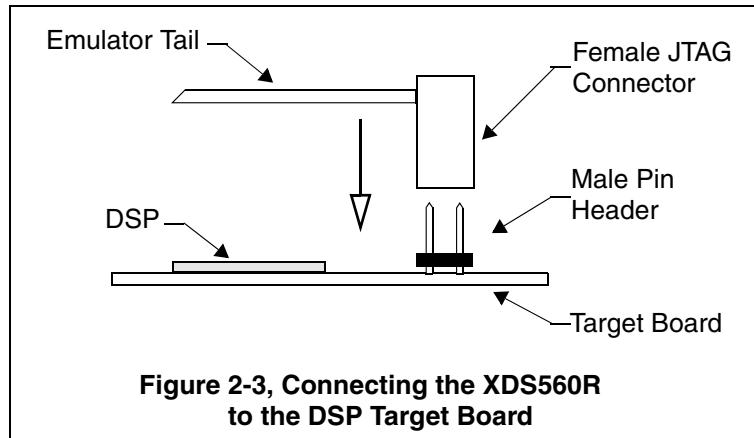 Emulator Tail
Female JTAG
Connector
Male Pin
Header
DSP
Target Board
Figure 2-3, Connecting the XDS560R
to the DSP Target Board